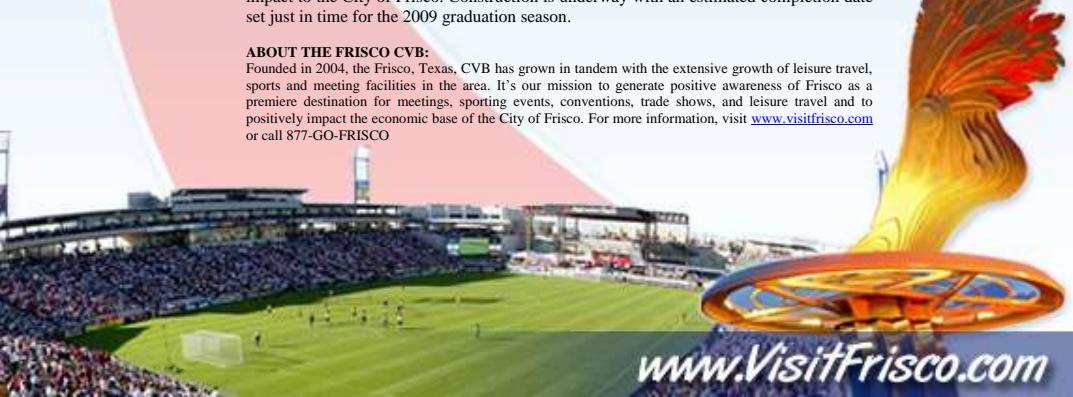 impact to the City of Frisco. Construction is underway with an estimated completion date
set just in time for the 2009 graduation season.
ABOUT THE FRISCO CVB:
Founded in 2004, the Frisco, Texas, CVB has grown in tandem with the extensive growth of leisure travel,
sports and meeting facilities in the area. It's our mission to generate positive awareness of Frisco as a
premiere destination for meetings, sporting events, conventions, trade shows, and leisure travel and to
positively impact the economic base of the City of Frisco. For more information, visit www.visitfrisco.com
or call 877-GO-FRISCO
www.VisitFrisco.com